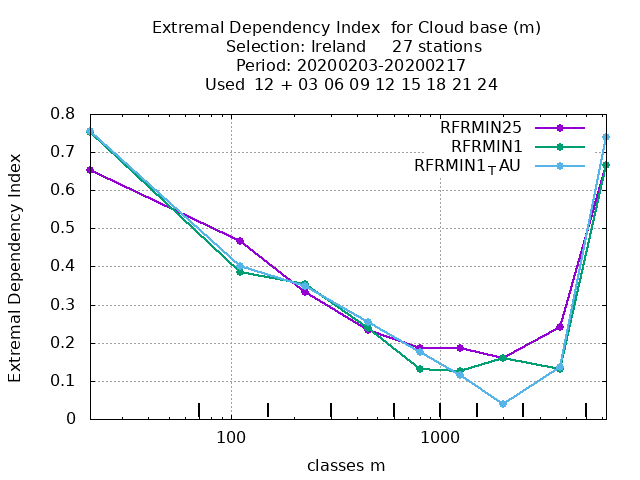 Extremal Dependency Index  for Cloud base (m)
Selection: Ireland     27 stations
Period: 20200203-20200217
Used  12 + 03 06 09 12 15 18 21 24
RFRMIN25
RFRMIN1
RFRMIN1TAU
Extremal Dependency Index
0.8
0.7
0.6
0.5
0.4
0.3
0.2
0.1
0
100
1000
classes m